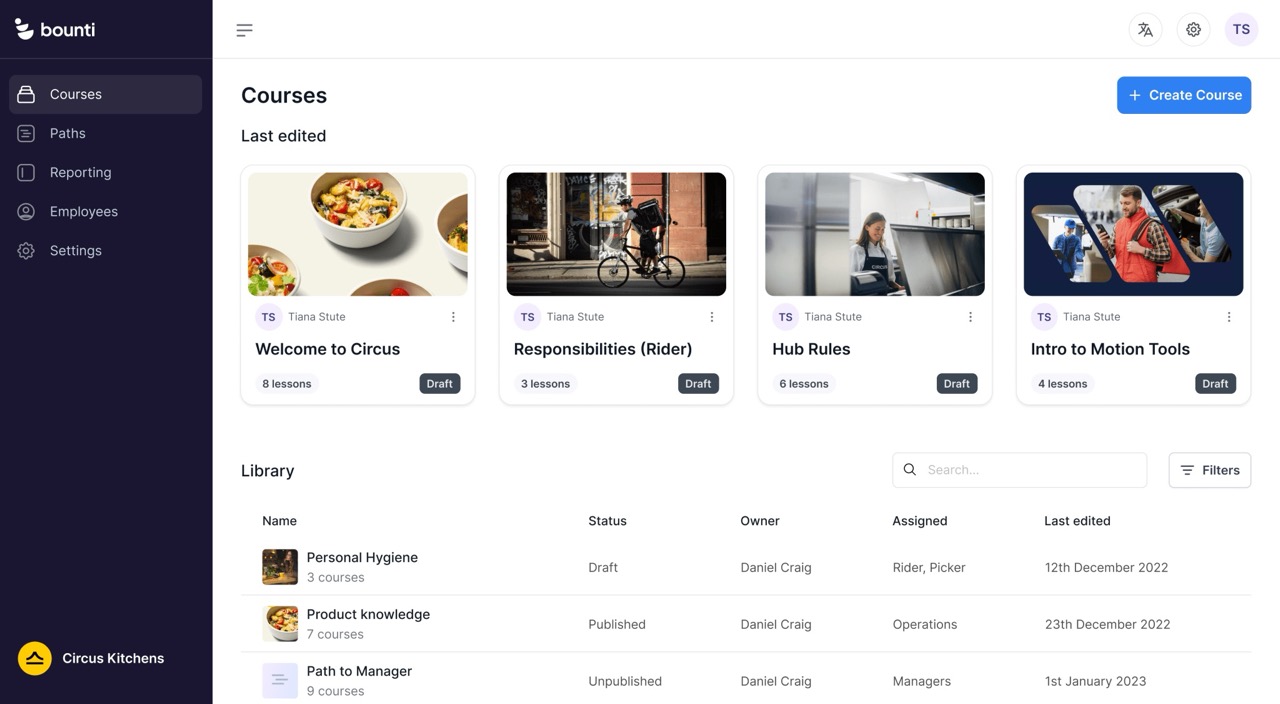 bounti
TS
Courses
Paths
Reporting
Employees
Settings
Circus Kitchens
Courses
+ Create Course
Last edited
TS Tiana Stute
Welcome to Circus
8 lessons Draft
TS Tiana Stute
Responsibilities (Rider)
3 lessons Draft
TS Tiana Stute
Hub Rules
6 lessons Draft
TS Tiana Stute
Intro to Motion Tools
4 lessons Draft
Library
Search...
Filters
Name Status Owner Assigned Last edited
Personal Hygiene
3 courses
Draft Daniel Craig Rider, Picker 12th December 2022
Product knowledge
7 courses
Published Daniel Craig Operations 23th December 2022
Path to Manager
9 courses
Unpublished Daniel Craig Managers 1st January 2023